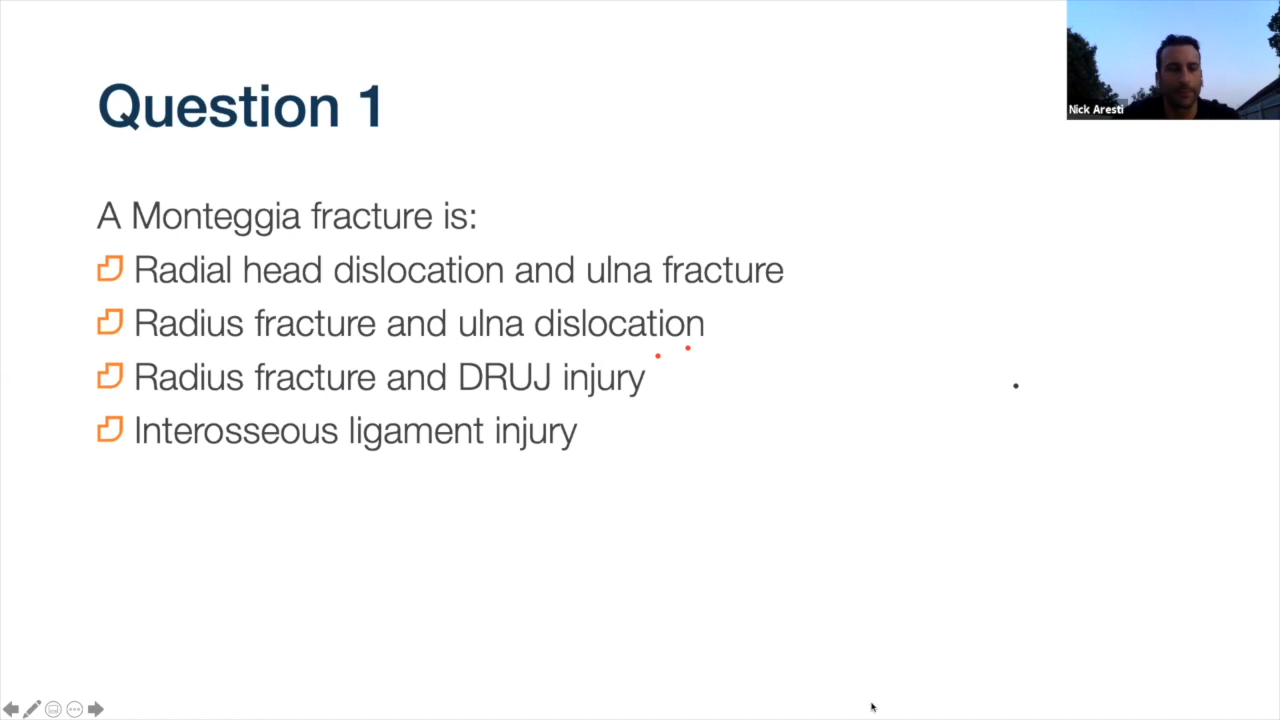 Question 1
Nick Aresti
A Monteggia fracture is:
Radial head dislocation and ulna fracture
Radius fracture and ulna dislocation
Radius fracture and DRUJ injury
Interosseous ligament injury